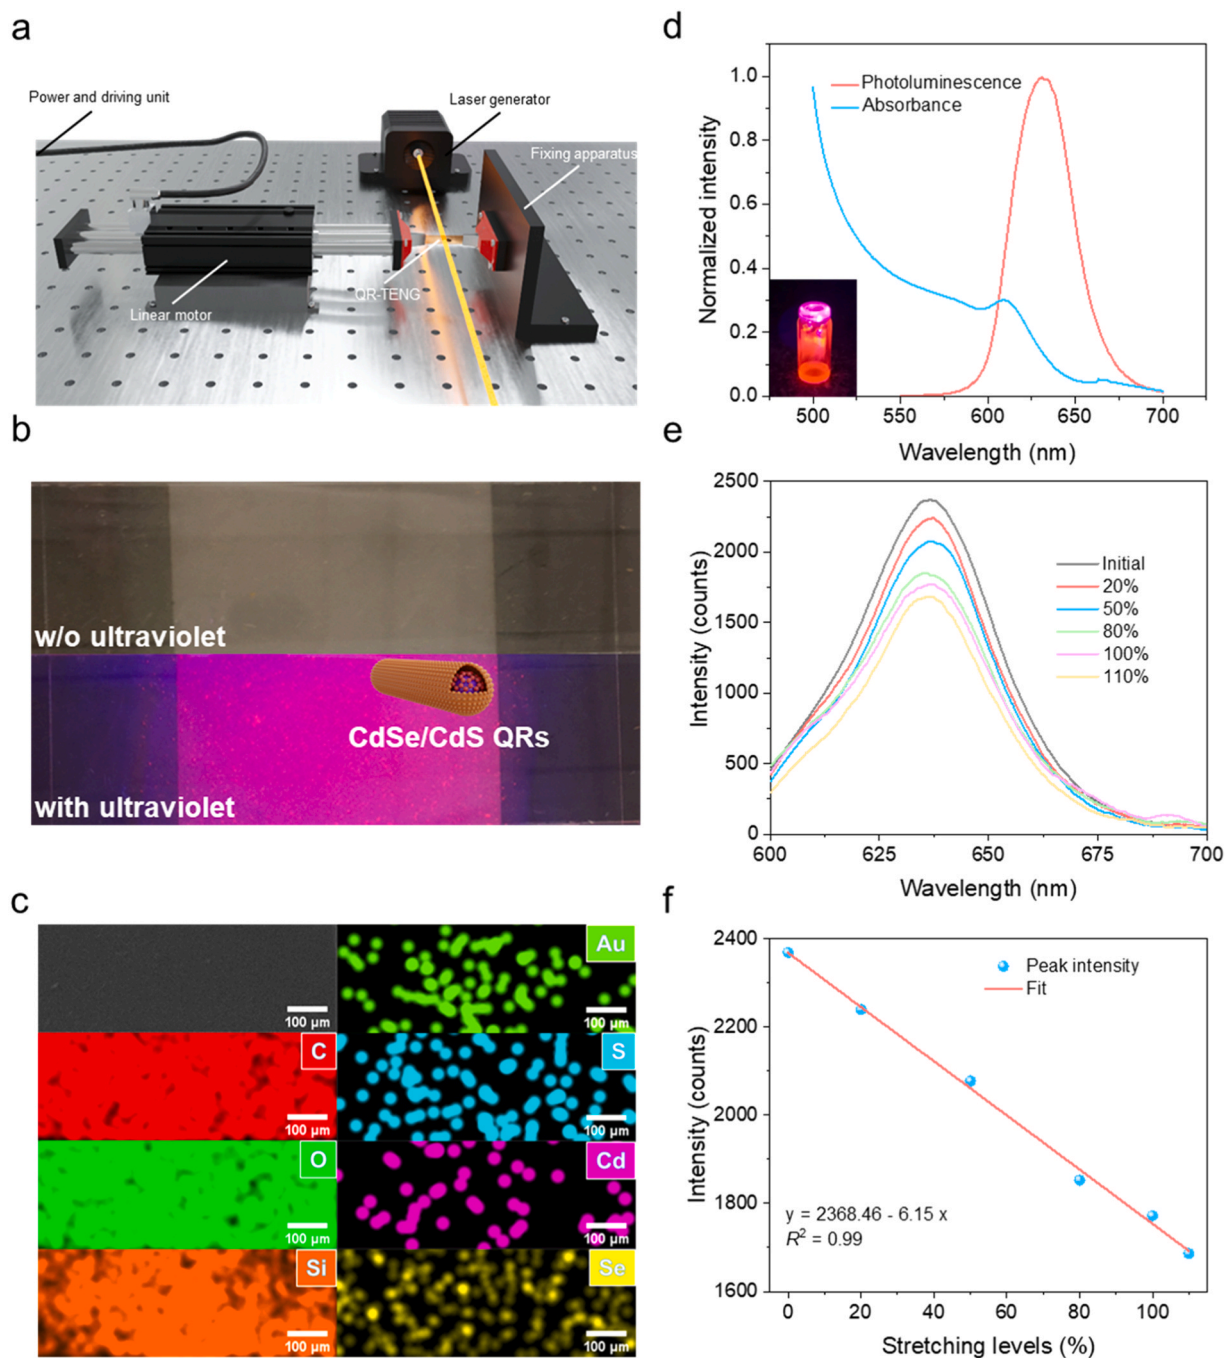 a
Power and driving unit
Laser generator
Fixing apparatus
QR-TENG
Linear motor
b
w/o ultraviolet
CdSe/CdS QRs
with ultraviolet
c
100 µm
Au
100 µm
C
100 µm
S
100 µm
O
100 µm
Cd
100 µm
Si
100 µm
Se
100 µm
d
Normalized intensity
1.0
0.8
0.6
0.4
0.2
0.0
Photoluminescence
Absorbance
500
550
600
650
700
Wavelength (nm)
e
Intensity (counts)
2500
2000
1500
1000
500
0
Initial
20%
50%
80%
100%
110%
600
625
650
675
700
Wavelength (nm)
f
Intensity (counts)
2400
2200
2000
1800
1600
Peak intensity
Fit
y = 2368.46 - 6.15 x
R² = 0.99
0
20
40
60
80
100
Stretching levels (%)